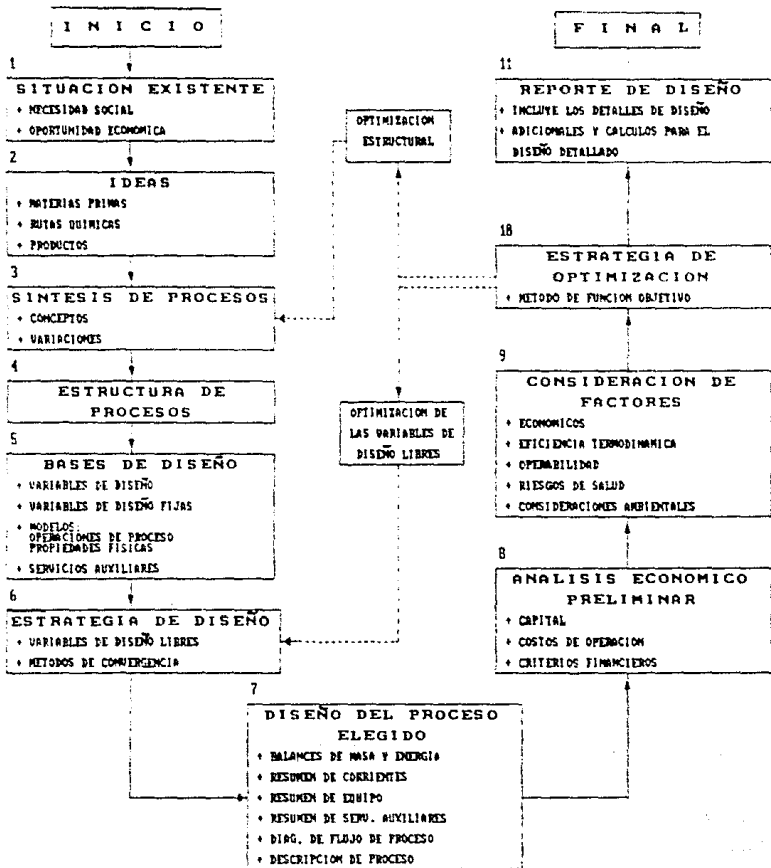 I N I C I O
1
SITUACION EXISTENTE
+ NECESIDAD SOCIAL
+ OPORTUNIDAD ECONOMICA
2
IDEAS
+ MATERIAS PRIMAS
+ RUTAS QUIMICAS
+ PRODUCTOS
3
SINTESIS DE PROCESOS
+ CONCEPTOS
+ VARIACIONES
4
ESTRUCTURA DE
PROCESOS
5
BASES DE DISEÑO
+ VARIABLES DE DISEÑO
+ VARIABLES DE DISEÑO FIJAS
+ MODELOS:
OPERACIONES DE PROCESO
PROPIEDADES FISICAS
+ SERVICIOS AUXILIARES
6
ESTRATEGIA DE DISEÑO
+ VARIABLES DE DISEÑO LIBRES
+ METODOS DE CONVERGENCIA
OPTIMIZACION
ESTRUCTURAL
OPTIMIZACION DE
LAS VARIABLES DE
DISEÑO LIBRES
7
DISEÑO DEL PROCESO
ELEGIDO
+ BALANCES DE MASA Y ENERGIA
+ RESUMEN DE CORRIENTES
+ RESUMEN DE EQUIPO
+ RESUMEN DE SERV. AUXILIARES
+ DIAG. DE FLUJO DE PROCESO
+ DESCRIPCION DE PROCESO
F I N A L
11
REPORTE DE DISEÑO
+ INCLUYE LOS DETALLES DE DISEÑO
+ ADICIONALES Y CALCULOS PARA EL
DISEÑO DETALLADO
10
ESTRATEGIA DE
OPTIMIZACION
+ METODO DE FUNCION OBJETIVO
9
CONSIDERACION DE
FACTORES
+ ECONOMICOS
+ EFICIENCIA TERMODINAMICA
+ OPERABILIDAD
+ RIESGOS DE SALUD
+ CONSIDERACIONES AMBIENTALES
8
ANALISIS ECONOMICO
PRELIMINAR
+ CAPITAL
+ COSTOS DE OPERACION
+ CRITERIOS FINANCIEROS